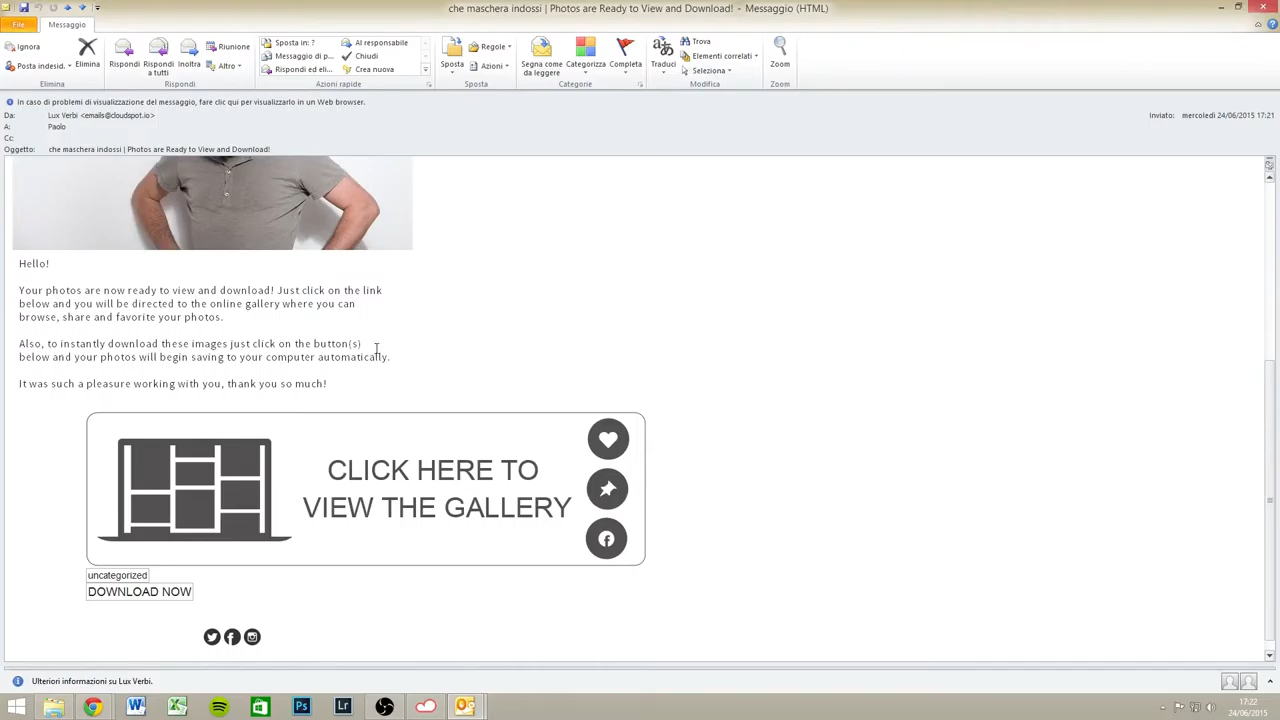 che maschera indossi | Photos are Ready to View and Download! - Messaggio (HTML)
File Messaggio
Ignora
Posta indesid.
Elimina
Rispondi
Rispondi a tutti
Inoltra
Riunione
Altro
Sposta in: ?
Messaggio di p...
Rispondi ed eli...
Al responsabile
Chiudi
Crea nuova
Sposta
Regole
Azioni
Segna come da leggere
Categorizza
Completa
Traduci
Trova
Elementi correlati
Seleziona
Zoom
Elimina Rispondi Azioni rapide Sposta Categorie Modifica Zoom
In caso di problemi di visualizzazione del messaggio, fare clic qui per visualizzarlo in un Web browser.
Da: Lux Verbi <emails@cloudspot.io> Inviato: mercoledì 24/06/2015 17:21
A: Paolo
Cc:
Oggetto: che maschera indossi | Photos are Ready to View and Download!
Hello!
Your photos are now ready to view and download! Just click on the link
below and you will be directed to the online gallery where you can
browse, share and favorite your photos.
Also, to instantly download these images just click on the button(s)
below and your photos will begin saving to your computer automatically.
It was such a pleasure working with you, thank you so much!
CLICK HERE TO
VIEW THE GALLERY
uncategorized
DOWNLOAD NOW
Ulteriori informazioni su Lux Verbi.
Ps Lr
17:22
24/06/2015